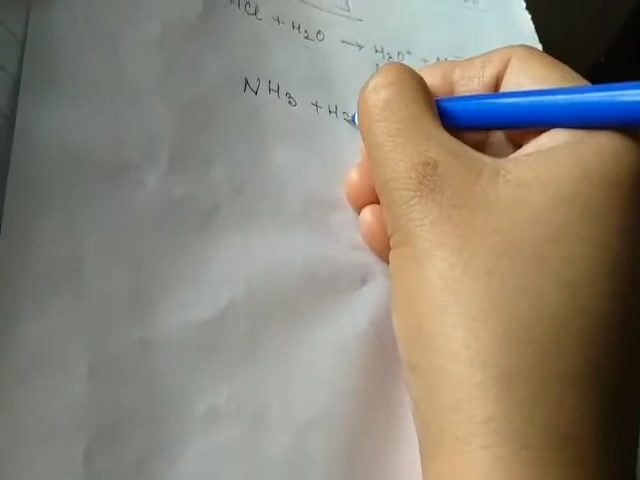 HCl + H2O → H3O+ +
NH3 + H2